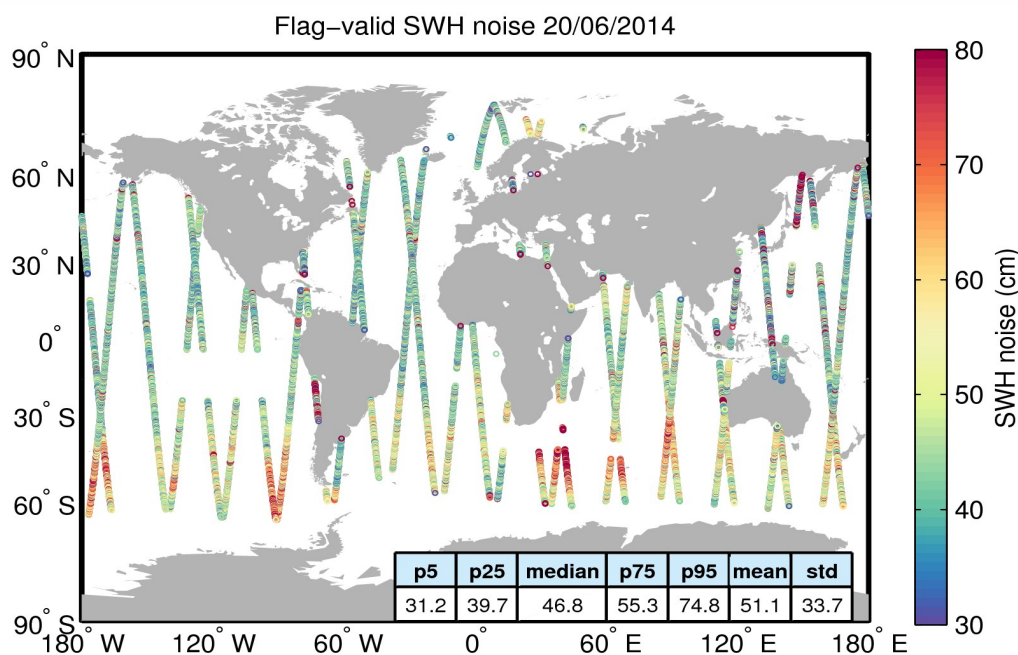 Flag−valid SWH noise 20/06/2014
90° N
60° N
30° N
0°
30° S
60° S
90° S
180° W
120° W
60° W
0°
60° E
120° E
180° E
80
70
60
50
40
30
SWH noise (cm)
p5 p25 median p75 p95 mean std
31.2 39.7 46.8 55.3 74.8 51.1 33.7